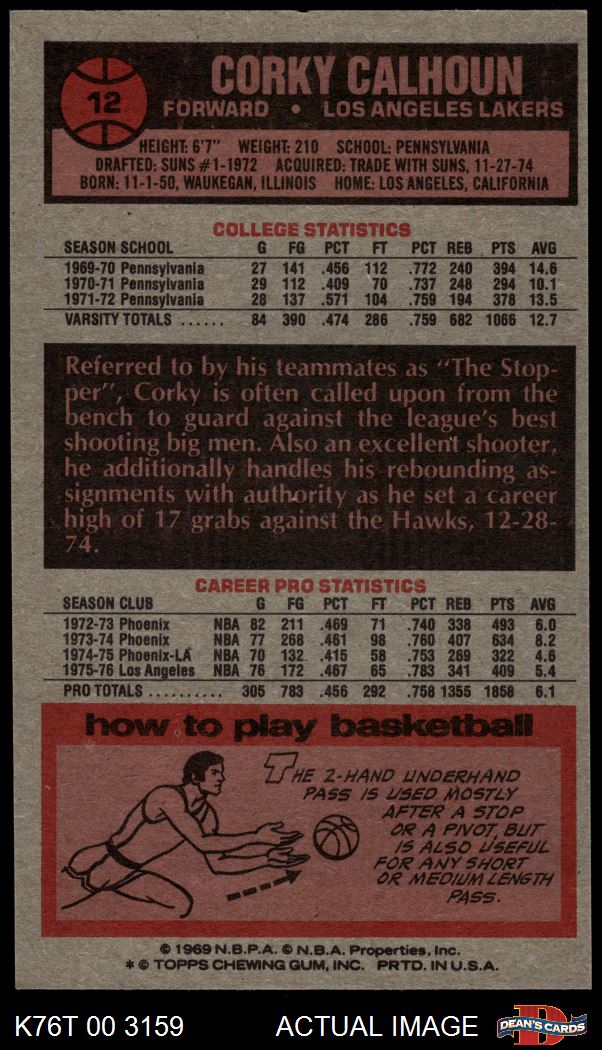 12
CORKY CALHOUN
FORWARD • LOS ANGELES LAKERS
HEIGHT: 6'7" WEIGHT: 210 SCHOOL: PENNSYLVANIA
DRAFTED: SUNS #1-1972 ACQUIRED: TRADE WITH SUNS, 11-27-74
BORN: 11-1-50, WAUKEGAN, ILLINOIS HOME: LOS ANGELES, CALIFORNIA
COLLEGE STATISTICS
SEASON SCHOOL G FG PCT FT PCT REB PTS AVG
1969-70 Pennsylvania 27 141 .456 112 .772 240 394 14.6
1970-71 Pennsylvania 29 112 .409 70 .737 248 294 10.1
1971-72 Pennsylvania 28 137 .571 104 .759 194 378 13.5
VARSITY TOTALS ...... 84 390 .474 286 .759 682 1066 12.7
Referred to by his teammates as "The Stop-
per", Corky is often called upon from the
bench to guard against the league's best
shooting big men. Also an excellent shooter,
he additionally handles his rebounding as-
signments with authority as he set a career
high of 17 grabs against the Hawks, 12-28-
74.
CAREER PRO STATISTICS
SEASON CLUB G FG PCT FT PCT REB PTS AVG
1972-73 Phoenix NBA 82 211 .469 71 .740 338 493 6.0
1973-74 Phoenix NBA 77 268 .461 98 .760 407 634 8.2
1974-75 Phoenix-LA NBA 70 132 .415 58 .753 269 322 4.6
1975-76 Los Angeles NBA 76 172 .467 65 .783 341 409 5.4
PRO TOTALS .......... 305 783 .456 292 .758 1355 1858 6.1
how to play basketball
THE 2-HAND UNDERHAND
PASS IS USED MOSTLY
AFTER A STOP
OR A PIVOT, BUT
IS ALSO USEFUL
FOR ANY SHORT
OR MEDIUM LENGTH
PASS.
© 1969 N.B.P.A. © N.B.A. Properties, Inc.
* © TOPPS CHEWING GUM, INC. PRTD. IN U.S.A.
K76T 00 3159 ACTUAL IMAGE
D
DEAN'S CARDS